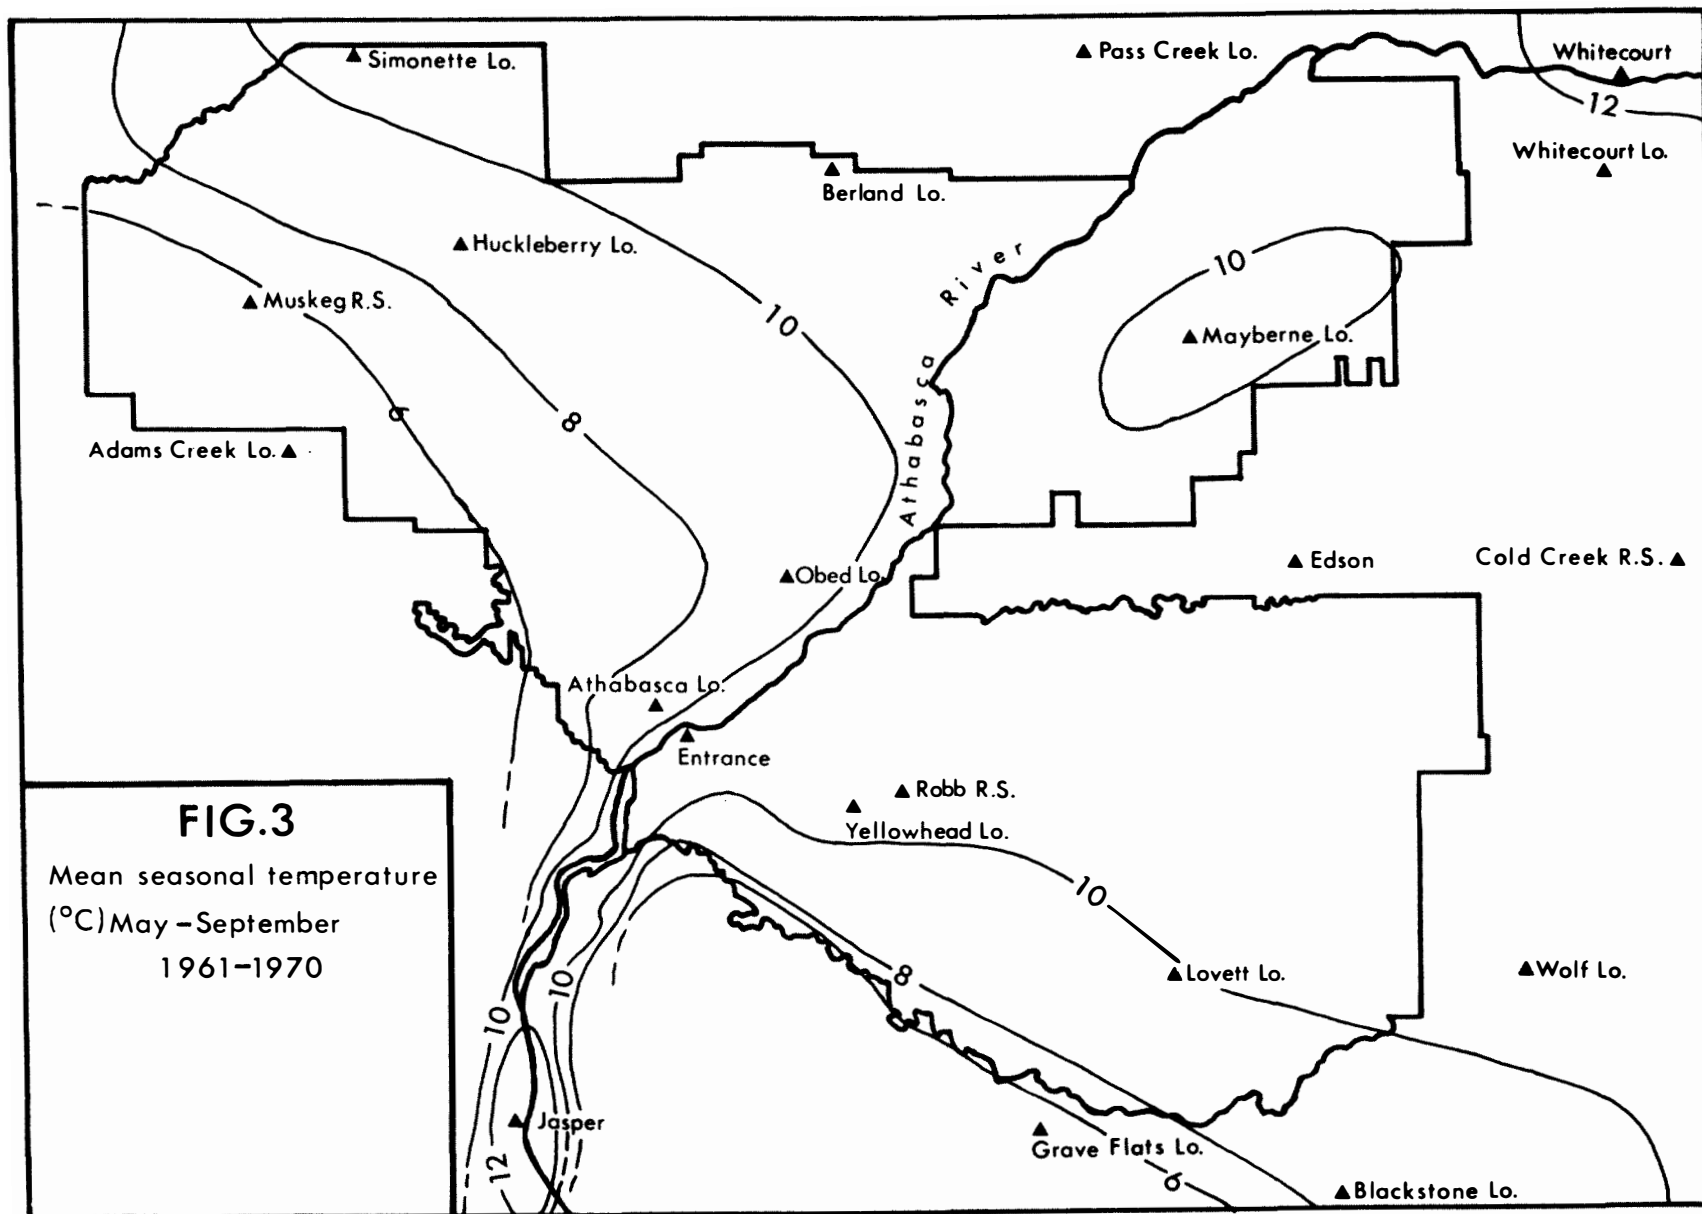 Simonette Lo.
Pass Creek Lo.
Whitecourt
12
Whitecourt Lo.
Berland Lo.
Huckleberry Lo.
River
10
Muskeg R.S.
10
Mayberne Lo.
Athabasca
6
8
Adams Creek Lo.
Obed Lo.
Edson
Cold Creek R.S.
Athabasca Lo.
Entrance
Robb R.S.
Yellowhead Lo.
FIG.3
Mean seasonal temperature
(°C) May – September
1961–1970
10
8
Lovett Lo.
Wolf Lo.
10
10
Jasper
12
Grave Flats Lo.
6
Blackstone Lo.